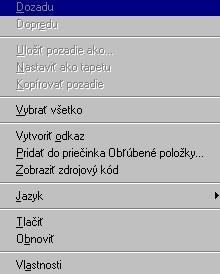 Dozadu
Dopredu
Uložiť pozadie ako...
Nastaviť ako tapetu
Kopírovať pozadie
Vybrať všetko
Vytvoriť odkaz
Pridať do priečinka Obľúbené položky...
Zobraziť zdrojový kód
Jazyk
Tlačiť
Obnoviť
Vlastnosti